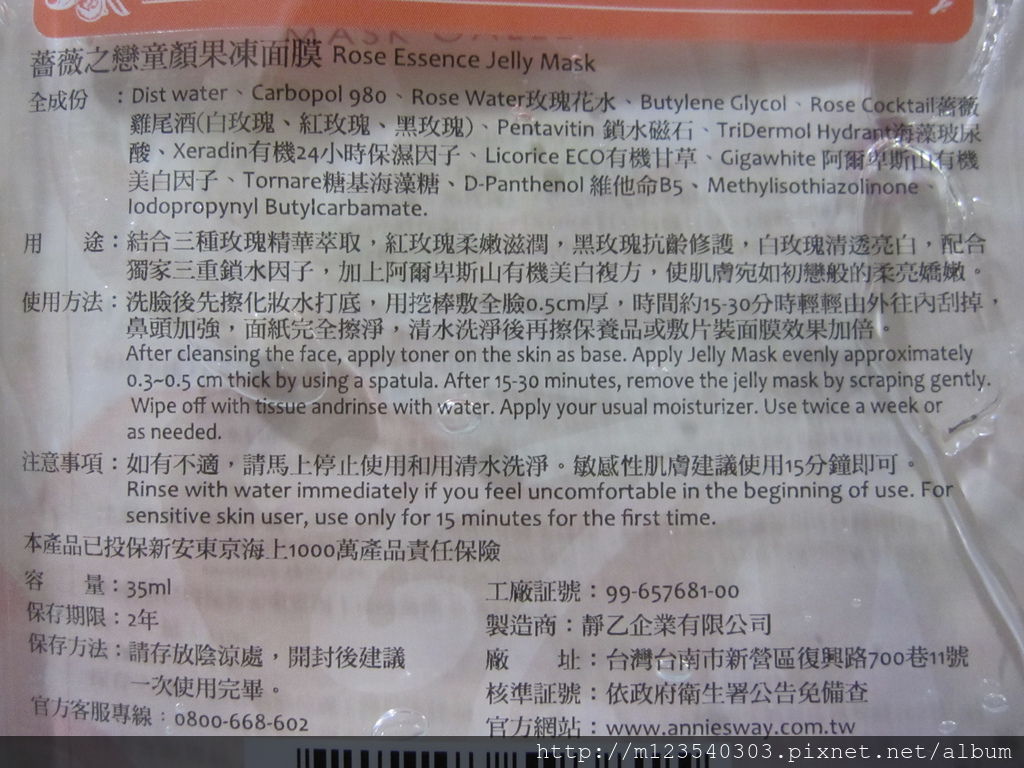 MASK GALLE
薔薇之戀童顏果凍面膜 Rose Essence Jelly Mask
全成份 ：Dist water、Carbopol 980、Rose Water玫瑰花水、Butylene Glycol、Rose Cocktail薔薇
雞尾酒(白玫瑰、紅玫瑰、黑玫瑰)、Pentavitin 鎖水磁石、TriDermol Hydrant海藻玻尿
酸、Xeradin有機24小時保濕因子、Licorice ECO有機甘草、Gigawhite 阿爾卑斯山有機
美白因子、Tornare糖基海藻糖、D-Panthenol 維他命B5、Methylisothiazolinone、
Iodopropynyl Butylcarbamate.
用 途：結合三種玫瑰精華萃取，紅玫瑰柔嫩滋潤，黑玫瑰抗齡修護，白玫瑰清透亮白，配合
獨家三重鎖水因子，加上阿爾卑斯山有機美白複方，使肌膚宛如初戀般的柔亮嬌嫩。
使用方法：洗臉後先擦化妝水打底，用挖棒敷全臉0.5cm厚，時間約15-30分時輕輕由外往內刮掉，
鼻頭加強，面紙完全擦淨，清水洗淨後再擦保養品或敷片裝面膜效果加倍。
After cleansing the face, apply toner on the skin as base. Apply Jelly Mask evenly approximately
0.3~0.5 cm thick by using a spatula. After 15-30 minutes, remove the jelly mask by scraping gently.
Wipe off with tissue andrinse with water. Apply your usual moisturizer. Use twice a week or
as needed.
注意事項：如有不適，請馬上停止使用和用清水洗淨。敏感性肌膚建議使用15分鐘即可。
Rinse with water immediately if you feel uncomfortable in the beginning of use. For
sensitive skin user, use only for 15 minutes for the first time.
本產品已投保新安東京海上1000萬產品責任保險
容 量：35ml
保存期限：2年
保存方法：請存放陰涼處，開封後建議
一次使用完畢。
官方客服專線：0800-668-602
工廠証號：99-657681-00
製造商：靜乙企業有限公司
廠 址：台灣台南市新營區復興路700巷11號
核準証號：依政府衛生署公告免備查
官方網站：www.anniesway.com.tw
http://m123540303.pixnet.net/album